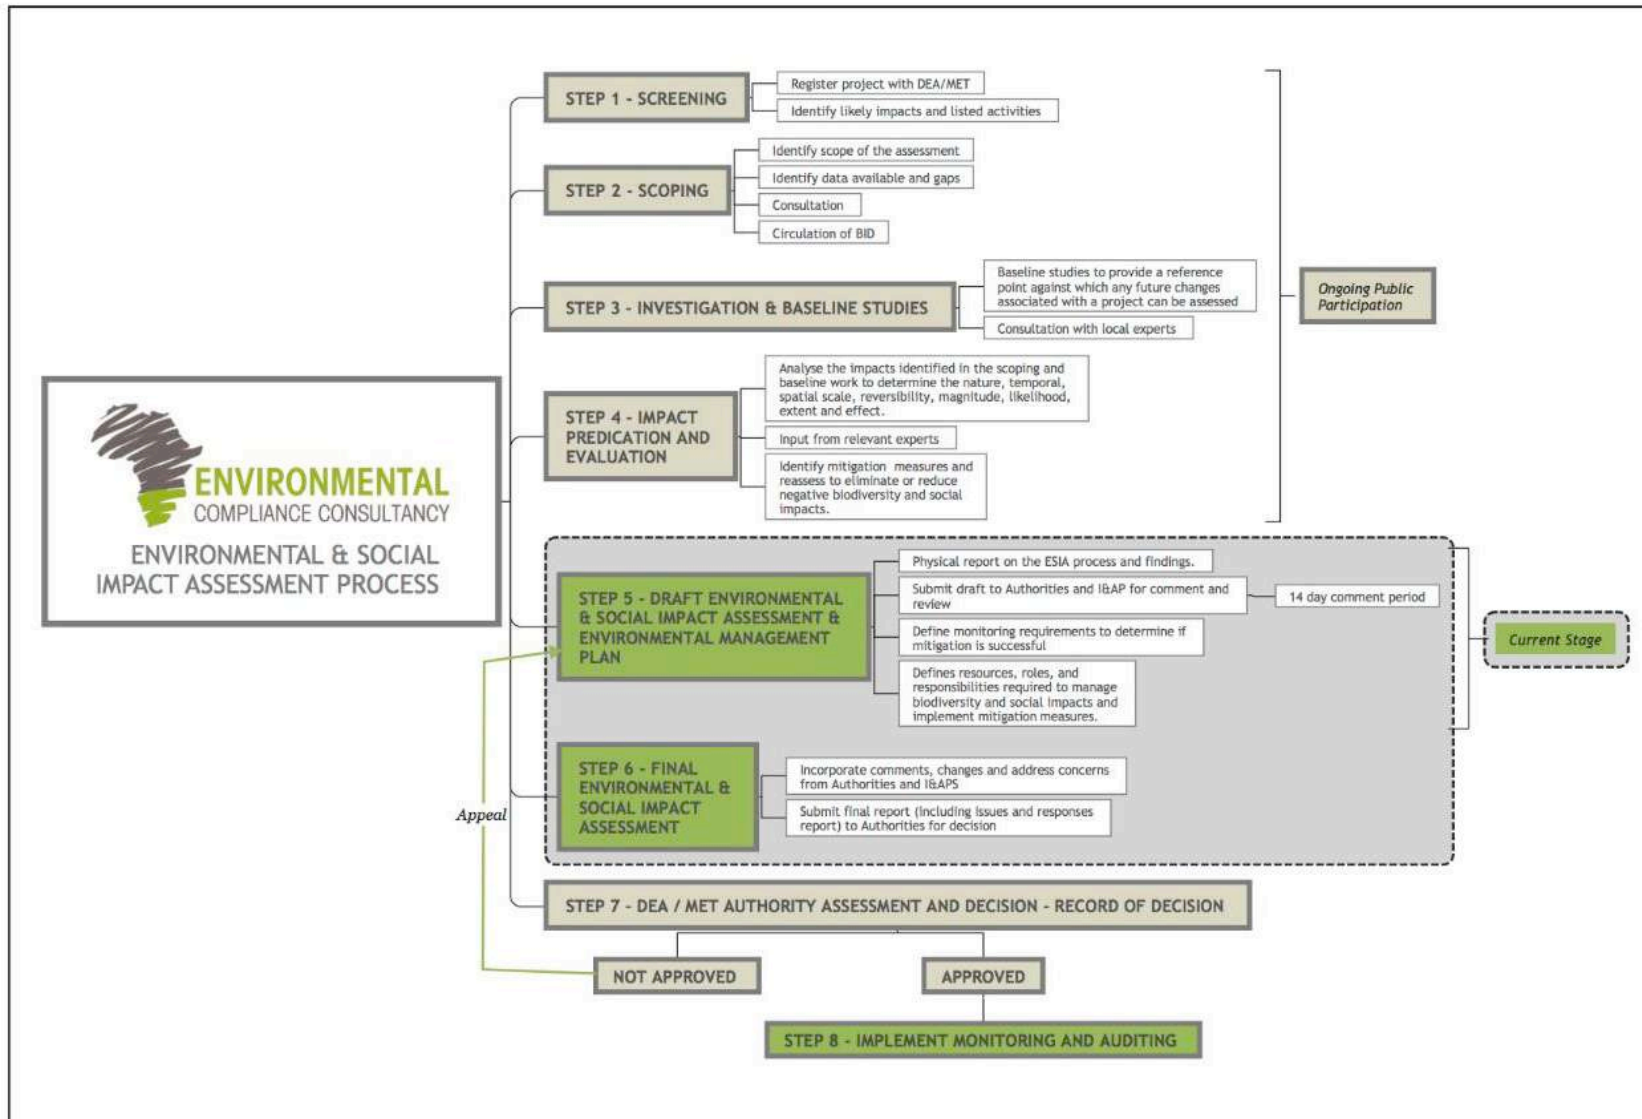 ENVIRONMENTAL
COMPLIANCE CONSULTANCY
ENVIRONMENTAL & SOCIAL
IMPACT ASSESSMENT PROCESS
STEP 1 - SCREENING
Register project with DEA/MET
Identify likely impacts and listed activities
STEP 2 - SCOPING
Identify scope of the assessment
Identify data available and gaps
Consultation
Circulation of BID
STEP 3 - INVESTIGATION & BASELINE STUDIES
Baseline studies to provide a reference
point against which any future changes
associated with a project can be assessed
Consultation with local experts
Ongoing Public
Participation
STEP 4 - IMPACT
PREDICATION AND
EVALUATION
Analyse the impacts identified in the scoping and
baseline work to determine the nature, temporal,
spatial scale, reversibility, magnitude, likelihood,
extent and effect.
Input from relevant experts
Identify mitigation measures and
reassess to eliminate or reduce
negative biodiversity and social
impacts.
STEP 5 - DRAFT ENVIRONMENTAL
& SOCIAL IMPACT ASSESSMENT &
ENVIRONMENTAL MANAGEMENT
PLAN
Physical report on the ESIA process and findings.
Submit draft to Authorities and I&AP for comment and
review
14 day comment period
Define monitoring requirements to determine if
mitigation is successful
Defines resources, roles, and
responsibilities required to manage
biodiversity and social impacts and
implement mitigation measures.
Current Stage
STEP 6 - FINAL
ENVIRONMENTAL &
SOCIAL IMPACT
ASSESSMENT
Incorporate comments, changes and address concerns
from Authorities and I&APS
Submit final report (including issues and responses
report) to Authorities for decision
Appeal
STEP 7 - DEA / MET AUTHORITY ASSESSMENT AND DECISION - RECORD OF DECISION
NOT APPROVED
APPROVED
STEP 8 - IMPLEMENT MONITORING AND AUDITING